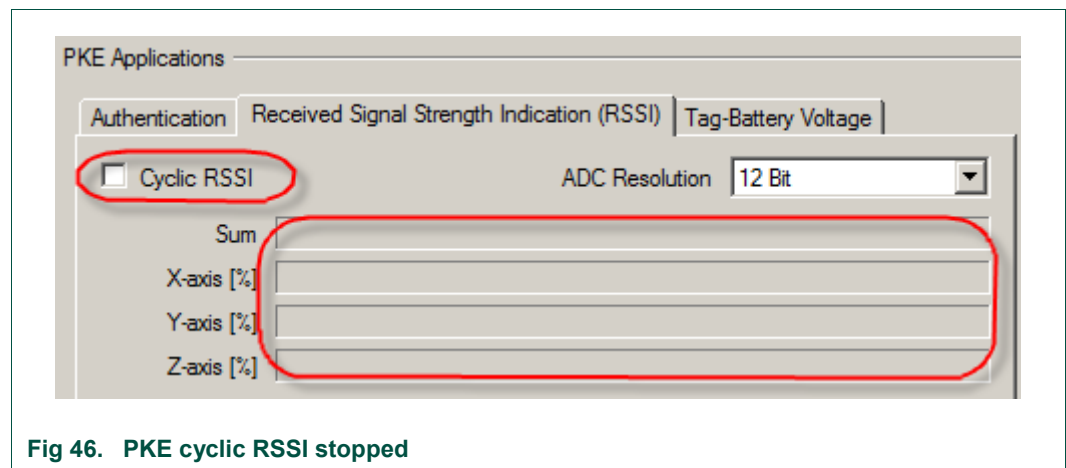 PKE Applications
Authentication Received Signal Strength Indication (RSSI) Tag-Battery Voltage
Cyclic RSSI ADC Resolution 12 Bit
Sum
X-axis [%]
Y-axis [%]
Z-axis [%]
Fig 46. PKE cyclic RSSI stopped